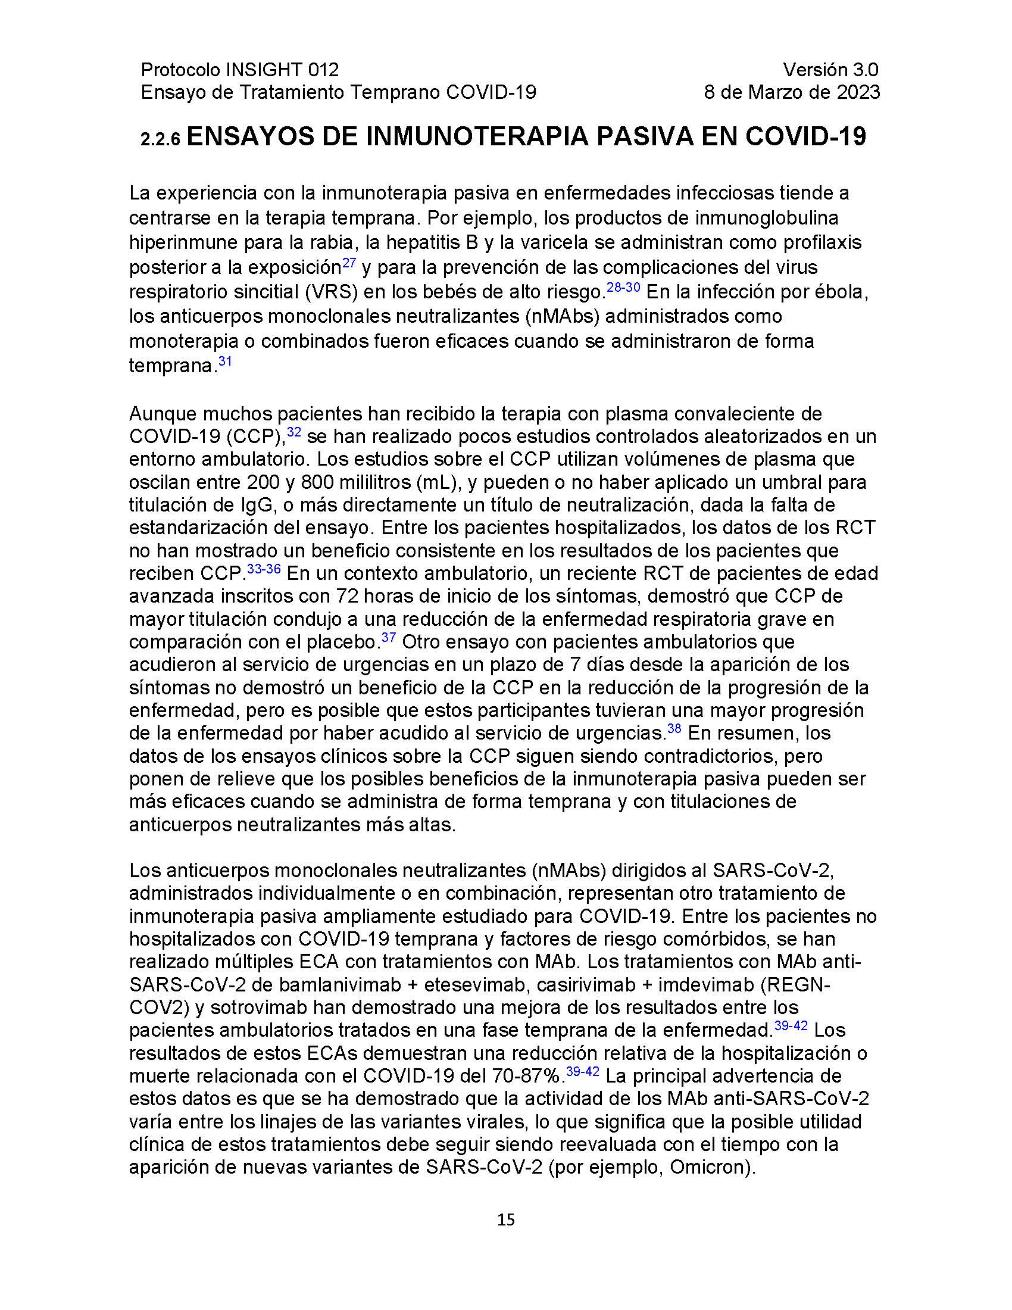 Protocolo INSIGHT 012 Versión 3.0
Ensayo de Tratamiento Temprano COVID-19 8 de Marzo de 2023
2.2.6 ENSAYOS DE INMUNOTERAPIA PASIVA EN COVID-19
La experiencia con la inmunoterapia pasiva en enfermedades infecciosas tiende a
centrarse en la terapia temprana. Por ejemplo, los productos de inmunoglobulina
hiperinmune para la rabia, la hepatitis B y la varicela se administran como profilaxis
posterior a la exposición27 y para la prevención de las complicaciones del virus
respiratorio sincitial (VRS) en los bebés de alto riesgo.28-30 En la infección por ébola,
los anticuerpos monoclonales neutralizantes (nMAbs) administrados como
monoterapia o combinados fueron eficaces cuando se administraron de forma
temprana.31
Aunque muchos pacientes han recibido la terapia con plasma convaleciente de
COVID-19 (CCP),32 se han realizado pocos estudios controlados aleatorizados en un
entorno ambulatorio. Los estudios sobre el CCP utilizan volúmenes de plasma que
oscilan entre 200 y 800 mililitros (mL), y pueden o no haber aplicado un umbral para
titulación de IgG, o más directamente un título de neutralización, dada la falta de
estandarización del ensayo. Entre los pacientes hospitalizados, los datos de los RCT
no han mostrado un beneficio consistente en los resultados de los pacientes que
reciben CCP.33-36 En un contexto ambulatorio, un reciente RCT de pacientes de edad
avanzada inscritos con 72 horas de inicio de los síntomas, demostró que CCP de
mayor titulación condujo a una reducción de la enfermedad respiratoria grave en
comparación con el placebo.37 Otro ensayo con pacientes ambulatorios que
acudieron al servicio de urgencias en un plazo de 7 días desde la aparición de los
síntomas no demostró un beneficio de la CCP en la reducción de la progresión de la
enfermedad, pero es posible que estos participantes tuvieran una mayor progresión
de la enfermedad por haber acudido al servicio de urgencias.38 En resumen, los
datos de los ensayos clínicos sobre la CCP siguen siendo contradictorios, pero
ponen de relieve que los posibles beneficios de la inmunoterapia pasiva pueden ser
más eficaces cuando se administra de forma temprana y con titulaciones de
anticuerpos neutralizantes más altas.
Los anticuerpos monoclonales neutralizantes (nMAbs) dirigidos al SARS-CoV-2,
administrados individualmente o en combinación, representan otro tratamiento de
inmunoterapia pasiva ampliamente estudiado para COVID-19. Entre los pacientes no
hospitalizados con COVID-19 temprana y factores de riesgo comórbidos, se han
realizado múltiples ECA con tratamientos con MAb. Los tratamientos con MAb anti-
SARS-CoV-2 de bamlanivimab + etesevimab, casirivimab + imdevimab (REGN-
COV2) y sotrovimab han demostrado una mejora de los resultados entre los
pacientes ambulatorios tratados en una fase temprana de la enfermedad.39-42 Los
resultados de estos ECAs demuestran una reducción relativa de la hospitalización o
muerte relacionada con el COVID-19 del 70-87%.39-42 La principal advertencia de
estos datos es que se ha demostrado que la actividad de los MAb anti-SARS-CoV-2
varía entre los linajes de las variantes virales, lo que significa que la posible utilidad
clínica de estos tratamientos debe seguir siendo reevaluada con el tiempo con la
aparición de nuevas variantes de SARS-CoV-2 (por ejemplo, Omicron).
15